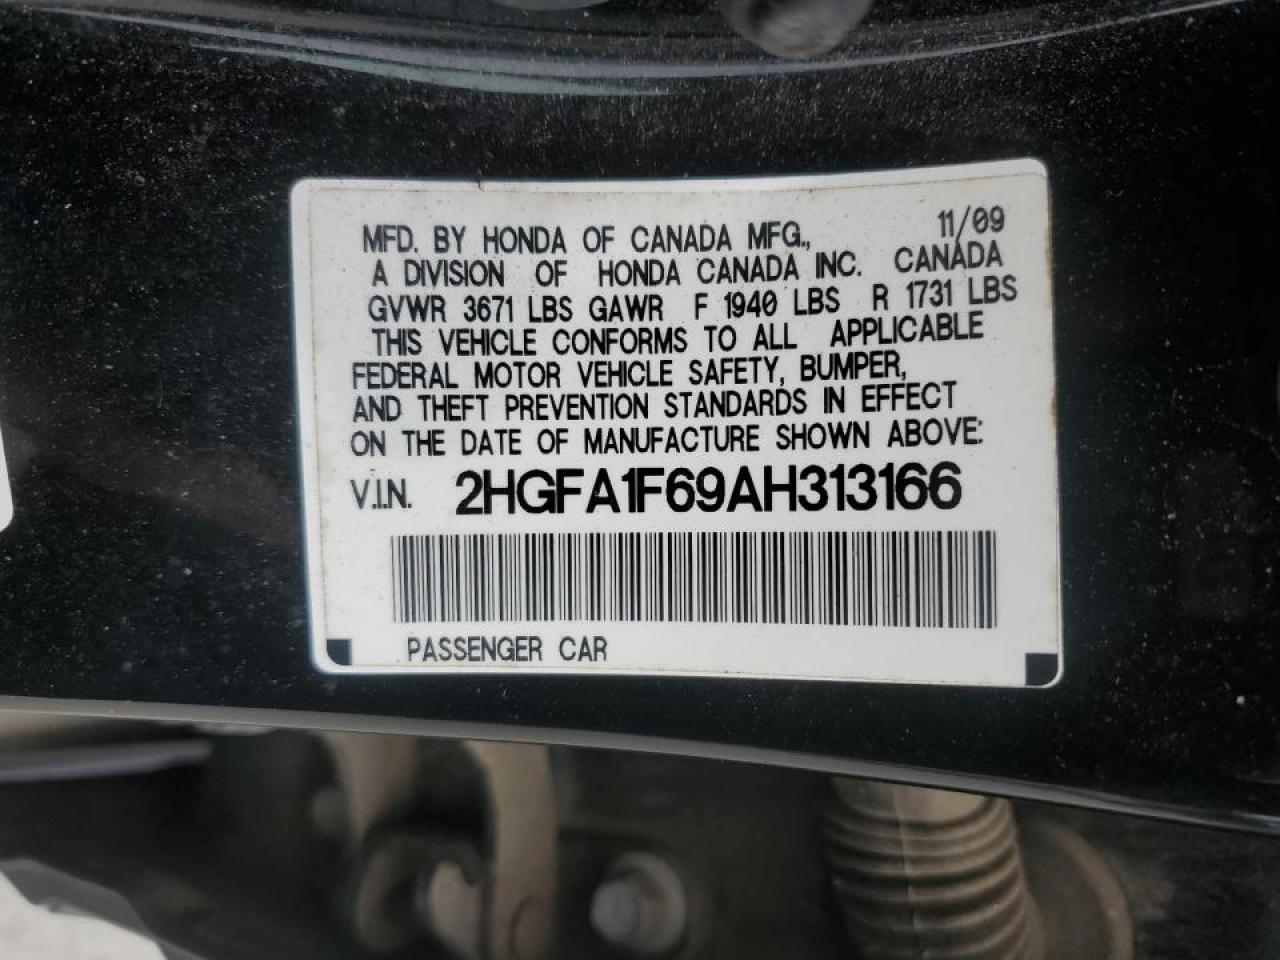 MFD. BY HONDA OF CANADA MFG., 11/09
A DIVISION OF HONDA CANADA INC. CANADA
GVWR 3671 LBS GAWR F 1940 LBS R 1731 LBS
THIS VEHICLE CONFORMS TO ALL APPLICABLE
FEDERAL MOTOR VEHICLE SAFETY, BUMPER,
AND THEFT PREVENTION STANDARDS IN EFFECT
ON THE DATE OF MANUFACTURE SHOWN ABOVE:
V.I.N. 2HGFA1F69AH313166
PASSENGER CAR